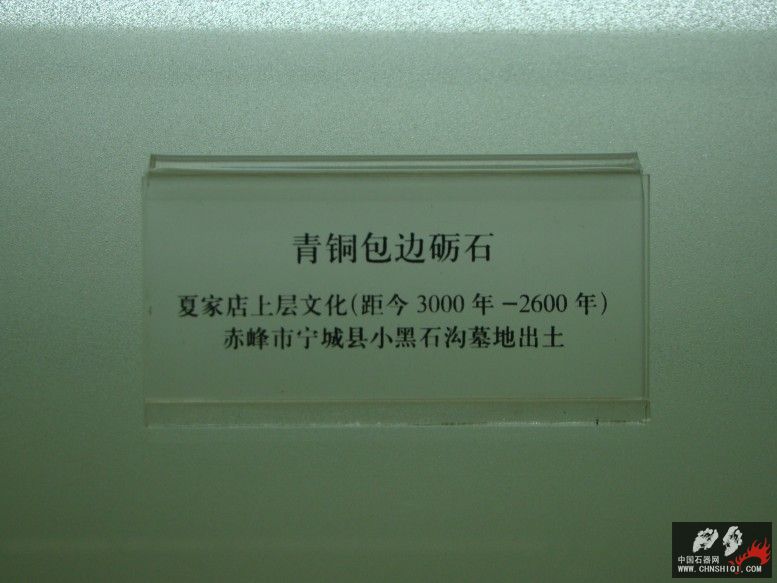 青铜包边砺石
夏家店上层文化(距今 3000 年 -2600 年)
赤峰市宁城县小黑石沟墓地出土
中国石器网
WWW.CHNSHIQI.COM